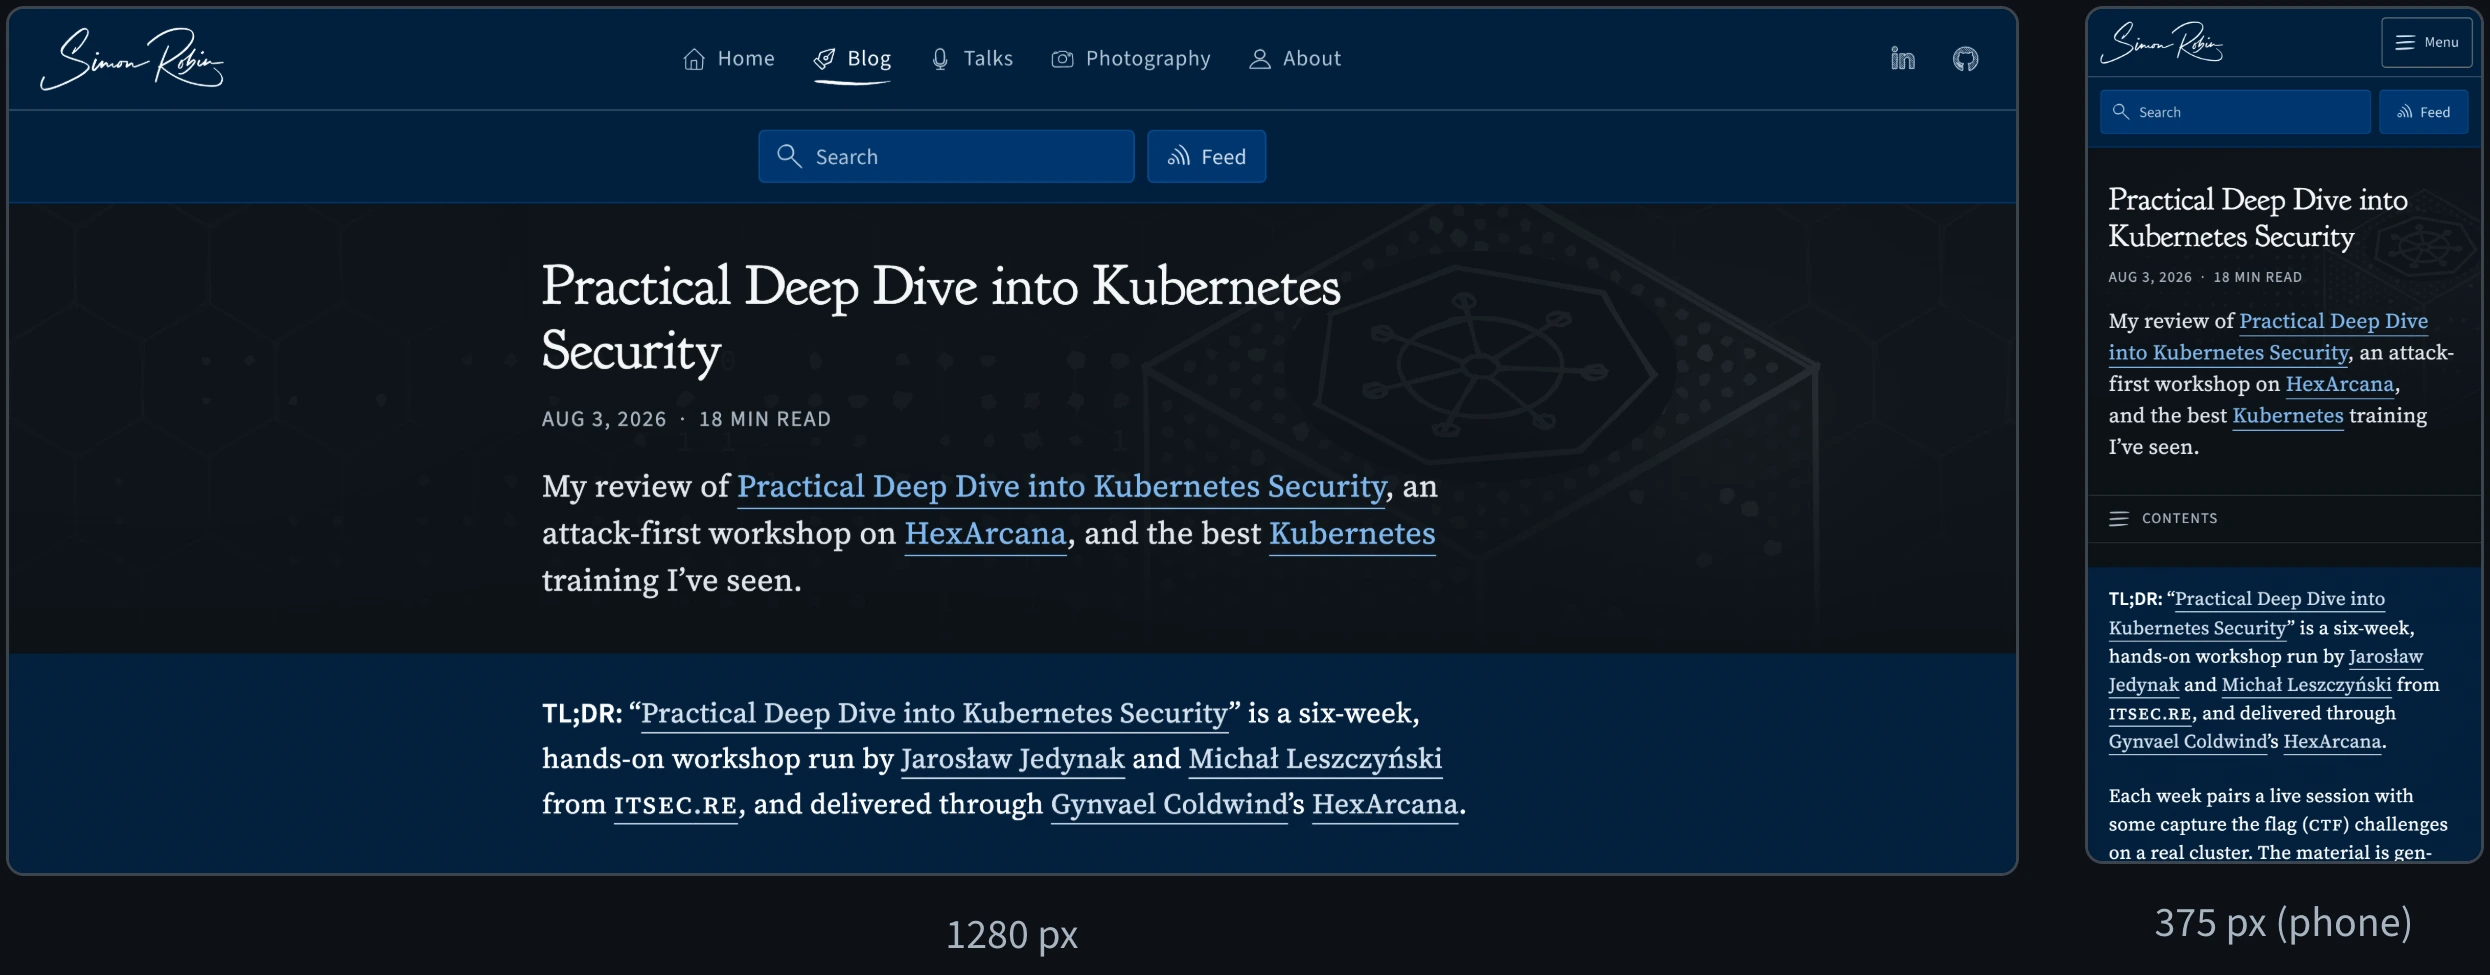 Simon Robin
Home
Blog
Talks
Photography
About
in
Search
Feed
Practical Deep Dive into Kubernetes
Security
AUG 3, 2026 · 18 MIN READ
My review of Practical Deep Dive into Kubernetes Security, an
attack-first workshop on HexArcana, and the best Kubernetes
training I’ve seen.
TL;DR: “Practical Deep Dive into Kubernetes Security” is a six-week,
hands-on workshop run by Jarosław Jedynak and Michał Leszczyński
from ITSEC.RE, and delivered through Gynvael Coldwind’s HexArcana.
1280 px
Simon Robin
Menu
Search
Feed
Practical Deep Dive into
Kubernetes Security
AUG 3, 2026 · 18 MIN READ
My review of Practical Deep Dive
into Kubernetes Security, an attack-
first workshop on HexArcana,
and the best Kubernetes training
I’ve seen.
CONTENTS
TL;DR: “Practical Deep Dive into
Kubernetes Security” is a six-week,
hands-on workshop run by Jarosław
Jedynak and Michał Leszczyński from
ITSEC.RE, and delivered through
Gynvael Coldwind’s HexArcana.
Each week pairs a live session with
some capture the flag (CTF) challenges
on a real cluster. The material is gen-
375 px (phone)